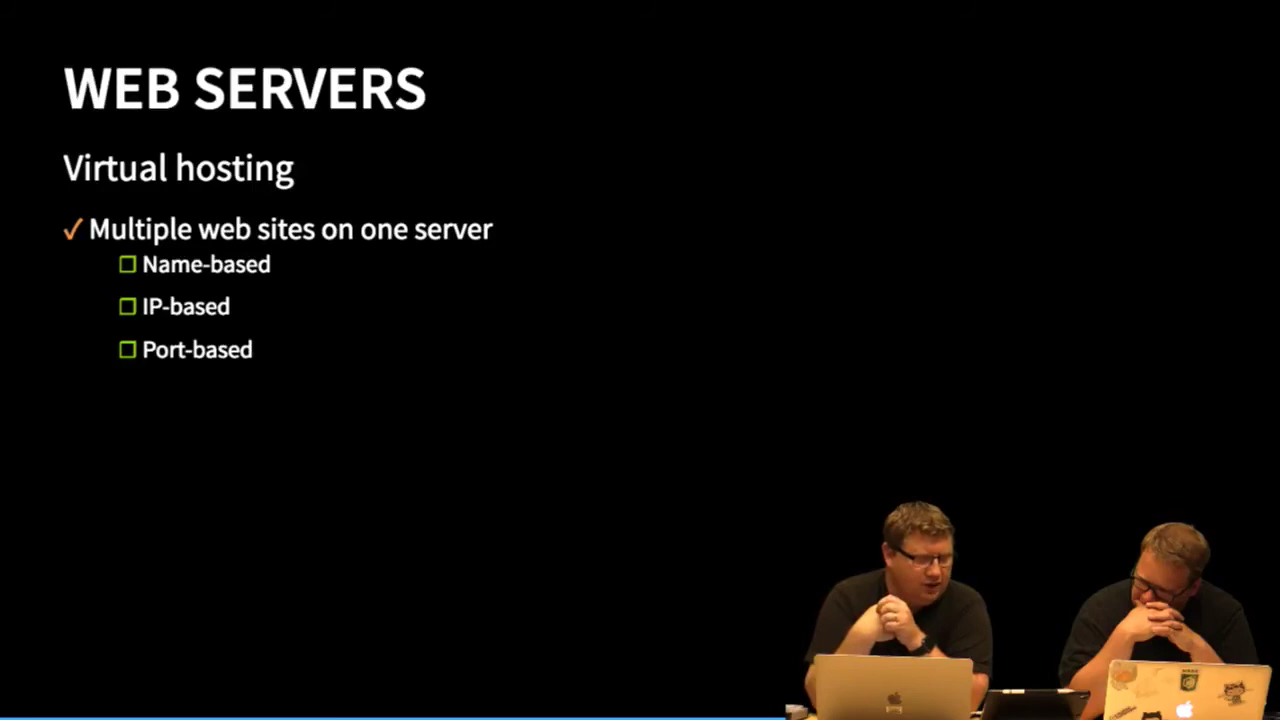 WEB SERVERS
Virtual hosting
✓ Multiple web sites on one server
❒ Name-based
❒ IP-based
❒ Port-based